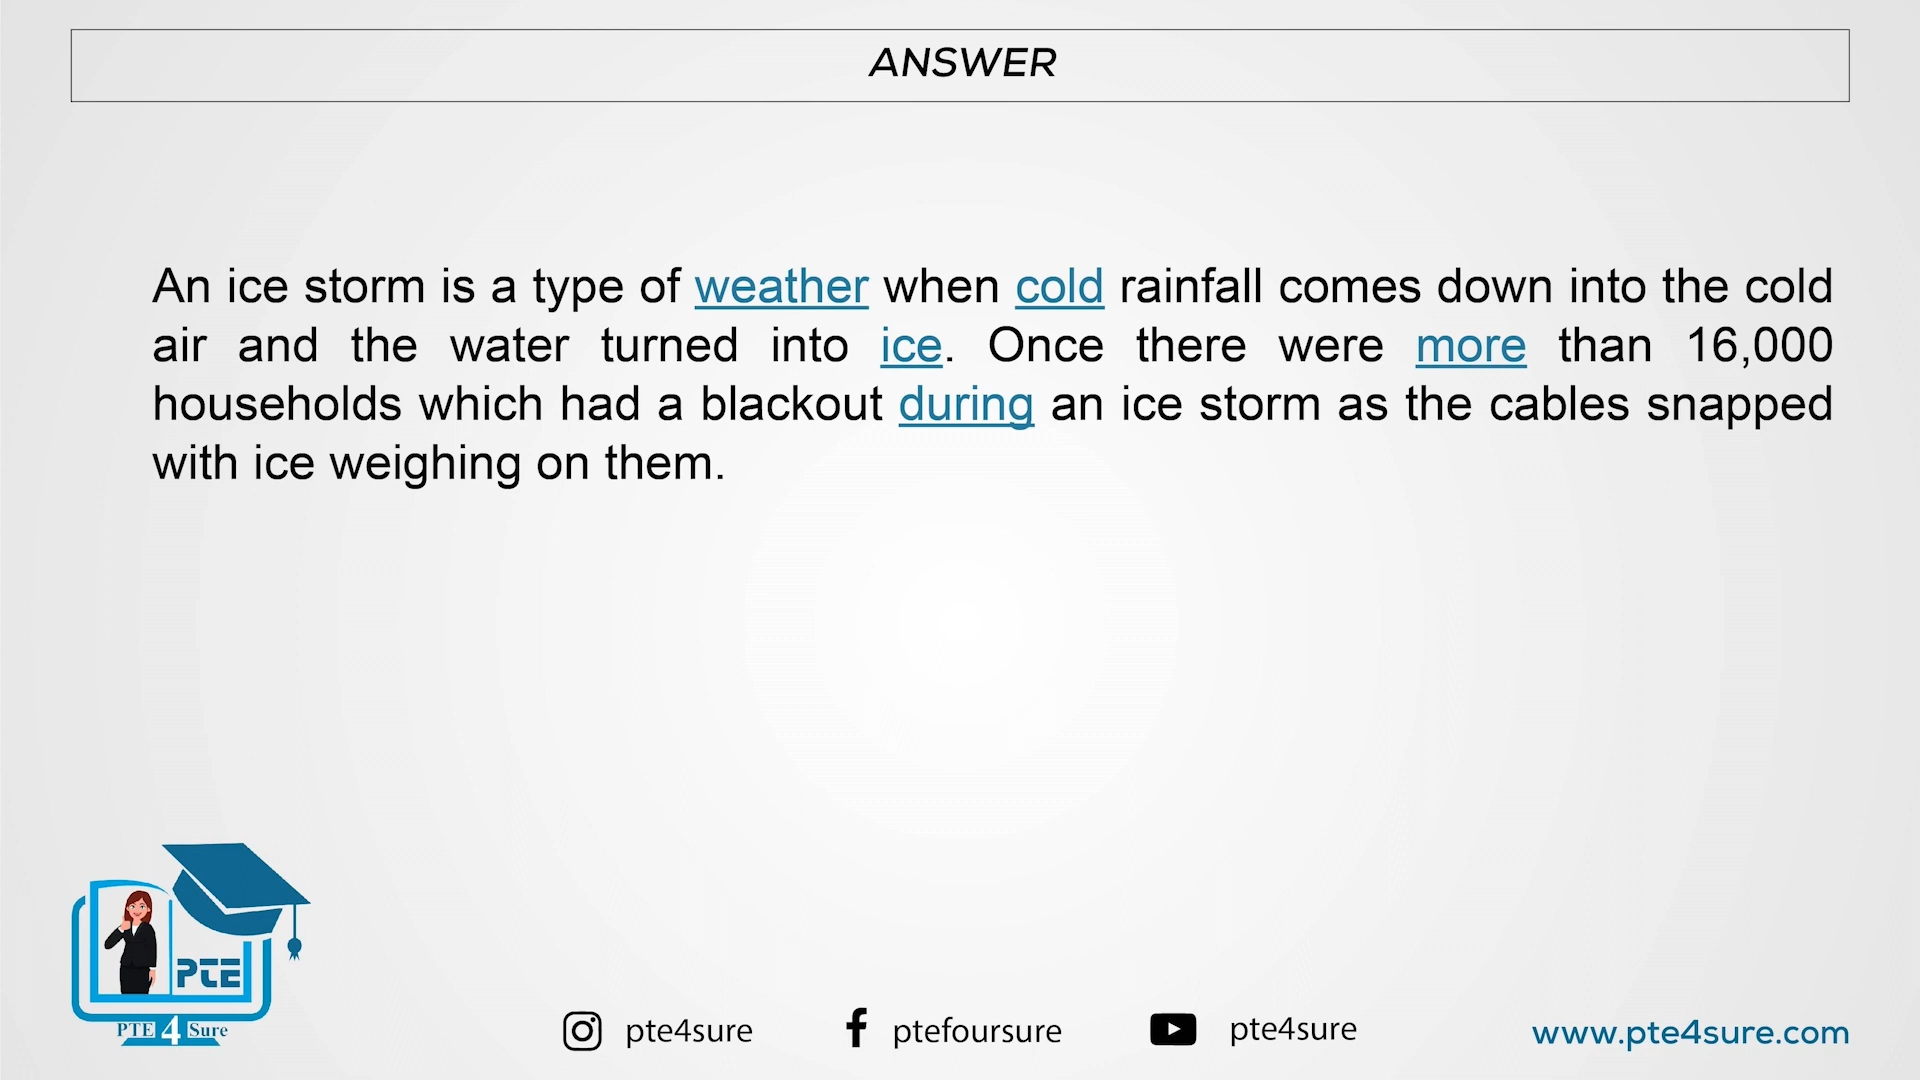 ANSWER
An ice storm is a type of weather when cold rainfall comes down into the cold
air and the water turned into ice. Once there were more than 16,000
households which had a blackout during an ice storm as the cables snapped
with ice weighing on them.
PTE
PTE 4 Sure
pte4sure
ptefoursure
pte4sure
www.pte4sure.com